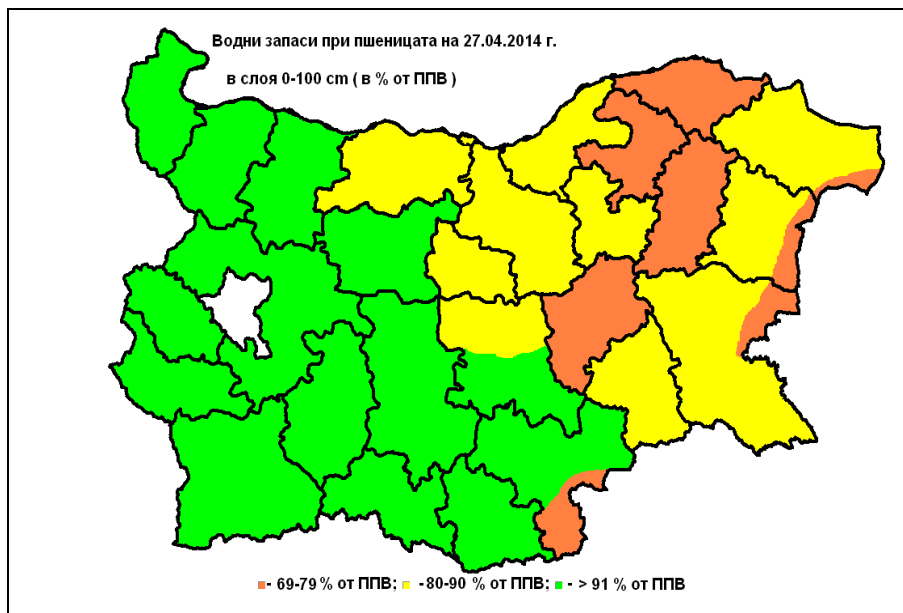 Водни запаси при пшеницата на 27.04.2014 г.
в слоя 0-100 cm ( в % от ППВ )
- 69-79 % от ППВ; -80-90 % от ППВ; - > 91 % от ППВ